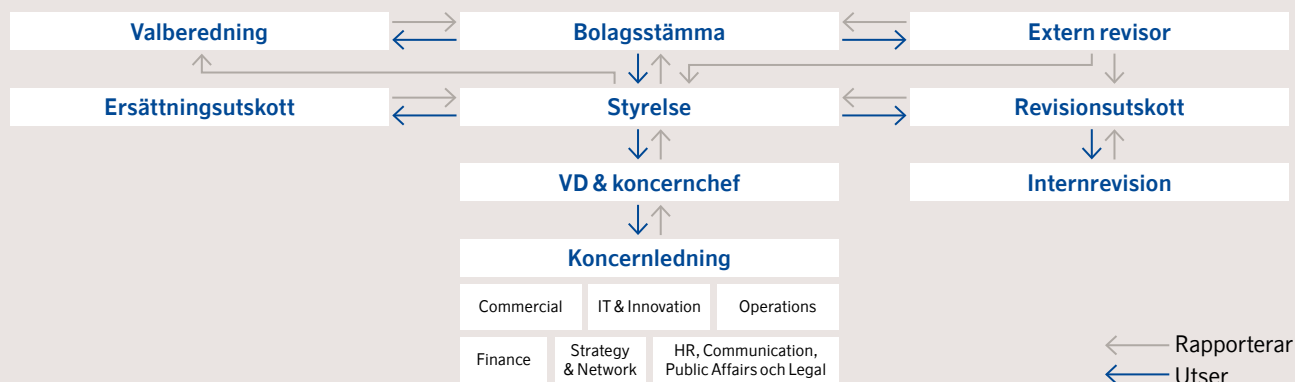 Valberedning
Bolagsstämma
Extern revisor
Ersättningsutskott
Styrelse
Revisionsutskott
VD & koncernchef
Internrevision
Koncernledning
Commercial
IT & Innovation
Operations
Finance
Strategy
& Network
HR, Communication,
Public Affairs och Legal
Rapporterar
Utser